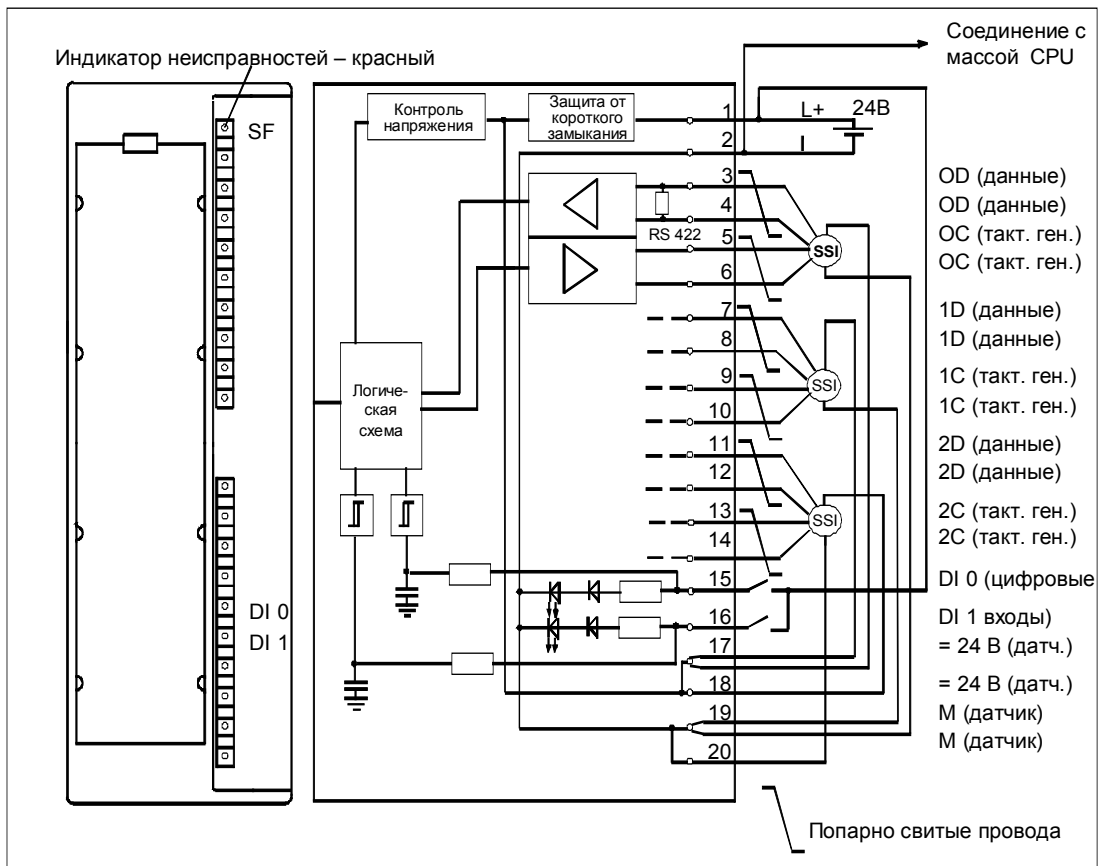 Соединение с
массой CPU
Индикатор неисправностей – красный
SF
DI 0
DI 1
Контроль
напряжения
Защита от
короткого
замыкания
RS 422
Логиче-
ская
схема
1
2
3
4
5
6
7
8
9
10
11
12
13
14
15
16
17
18
19
20
L+
24В
SSI
SSI
SSI
OD (данные)
OD (данные)
OC (такт. ген.)
OC (такт. ген.)
1D (данные)
1D (данные)
1C (такт. ген.)
1C (такт. ген.)
2D (данные)
2D (данные)
2C (такт. ген.)
2C (такт. ген.)
DI 0 (цифровые
DI 1 входы)
= 24 В (датч.)
= 24 В (датч.)
М (датчик)
М (датчик)
Попарно свитые провода